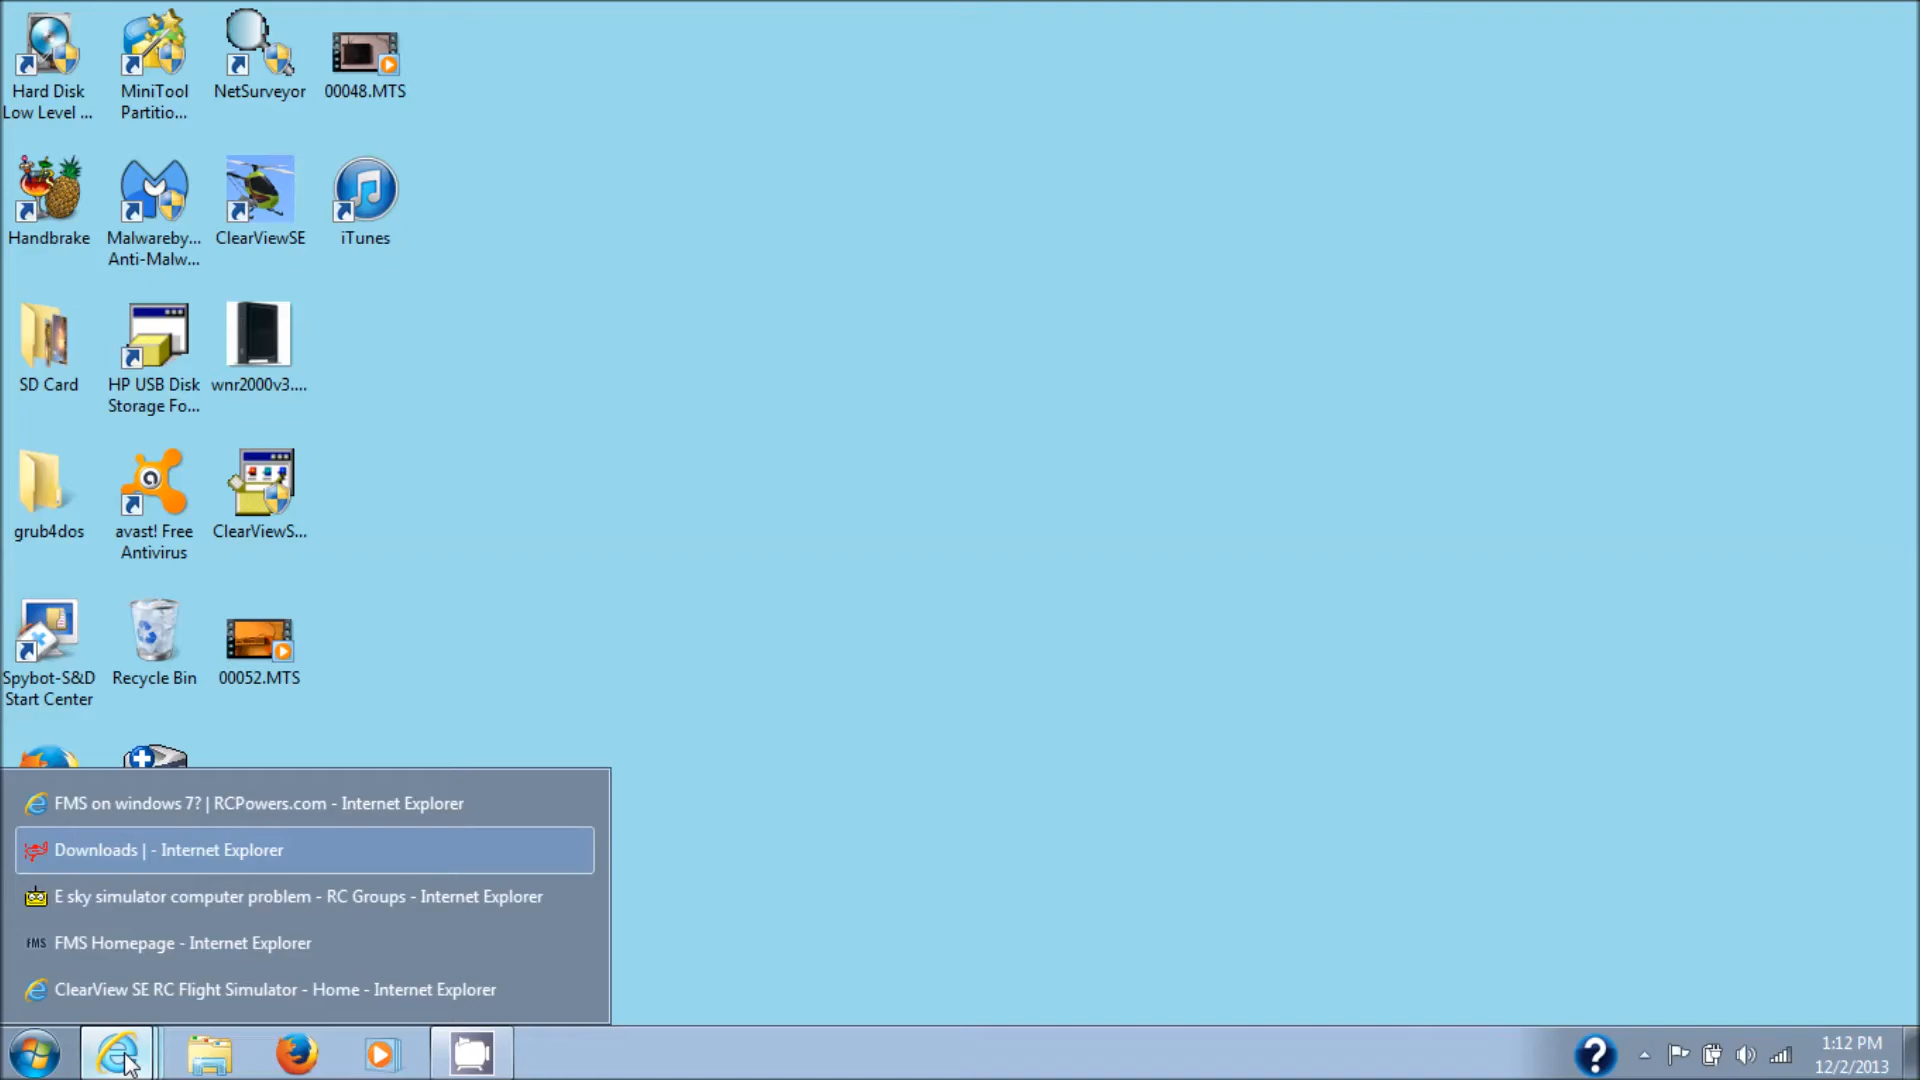 Hard Disk
Low Level ...
MiniTool
Partitio...
NetSurveyor
00048.MTS
Handbrake
Malwareby...
Anti-Malw...
ClearViewSE
iTunes
SD Card
HP USB Disk
Storage Fo...
wnr2000v3....
grub4dos
avast! Free
Antivirus
ClearViewS...
Spybot-S&D
Start Center
Recycle Bin
00052.MTS
FMS on windows 7? | RCPowers.com - Internet Explorer
Downloads | - Internet Explorer
E sky simulator computer problem - RC Groups - Internet Explorer
FMS FMS Homepage - Internet Explorer
ClearView SE RC Flight Simulator - Home - Internet Explorer
?
1:12 PM
12/2/2013